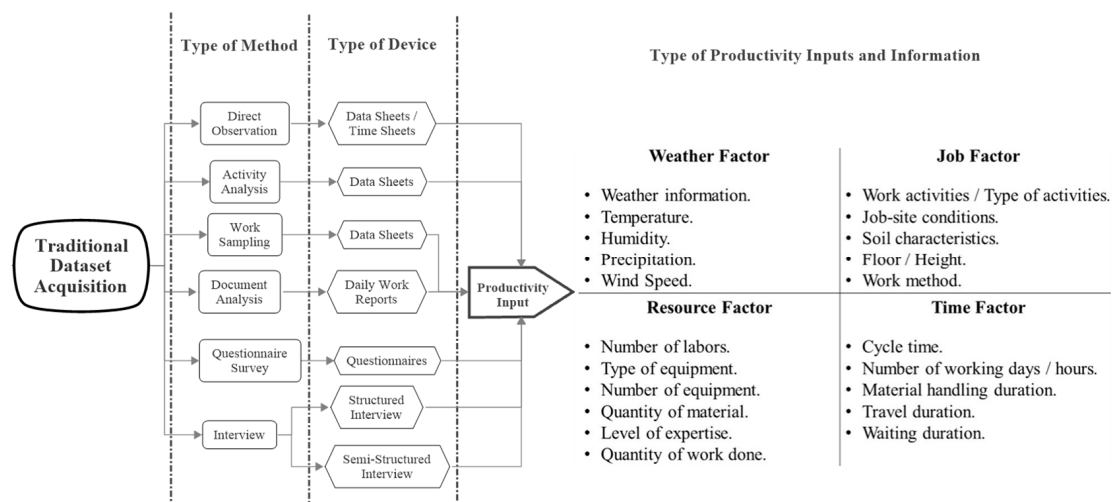 Type of Method
Type of Device
Type of Productivity Inputs and Information
Traditional
Dataset
Acquisition
Direct
Observation
Data Sheets /
Time Sheets
Activity
Analysis
Data Sheets
Work
Sampling
Data Sheets
Document
Analysis
Daily Work
Reports
Questionnaire
Survey
Questionnaires
Interview
Structured
Interview
Semi-Structured
Interview
Productivity
Input
Weather Factor
• Weather information.
• Temperature.
• Humidity.
• Precipitation.
• Wind Speed.
Job Factor
• Work activities / Type of activities.
• Job-site conditions.
• Soil characteristics.
• Floor / Height.
• Work method.
Resource Factor
• Number of labors.
• Type of equipment.
• Number of equipment.
• Quantity of material.
• Level of expertise.
• Quantity of work done.
Time Factor
• Cycle time.
• Number of working days / hours.
• Material handling duration.
• Travel duration.
• Waiting duration.